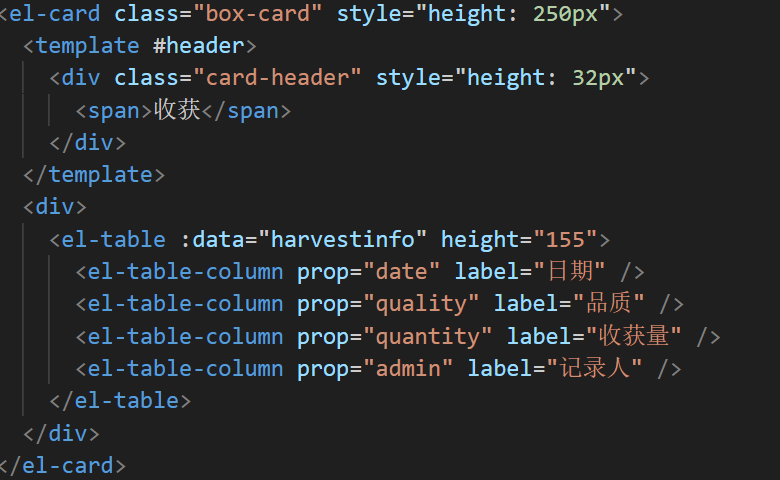 <el-card class="box-card" style="height: 250px">
<template #header>
<div class="card-header" style="height: 32px">
<span>收获</span>
</div>
</template>
<div>
<el-table :data="harvestinfo" height="155">
<el-table-column prop="date" label="日期" />
<el-table-column prop="quality" label="品质" />
<el-table-column prop="quantity" label="收获量" />
<el-table-column prop="admin" label="记录人" />
</el-table>
</div>
</el-card>